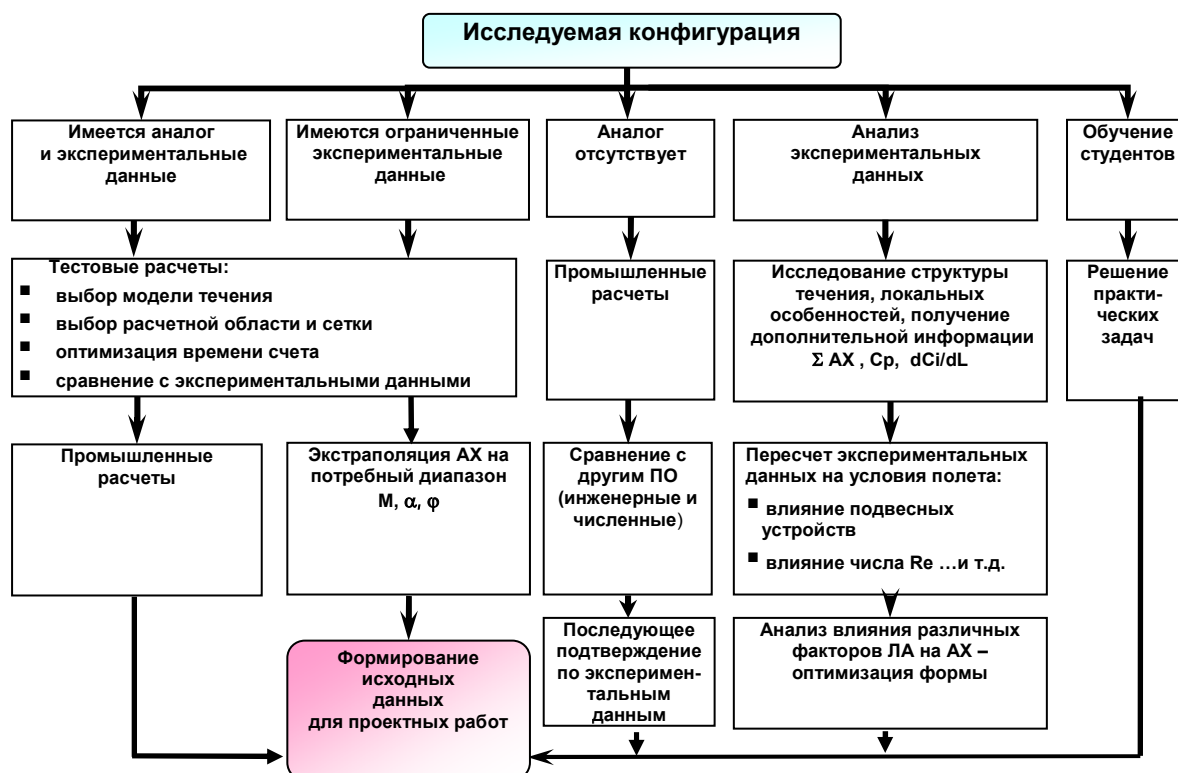 Исследуемая конфигурация
Имеется аналог
и экспериментальные
данные
Имеются ограниченные
экспериментальные
данные
Аналог
отсутствует
Анализ
экспериментальных
данных
Обучение
студентов
Тестовые расчеты:
▪ выбор модели течения
▪ выбор расчетной области и сетки
▪ оптимизация времени счета
▪ сравнение с экспериментальными данными
Промышленные
расчеты
Исследование структуры
течения, локальных
особенностей, получение
дополнительной информации
Σ АХ , Cp, dCi/dL
Решение
практи-
ческих
задач
Промышленные
расчеты
Экстраполяция АХ на
потребный диапазон
М, α, φ
Сравнение с
другим ПО
(инженерные и
численные)
Пересчет экспериментальных
данных на условия полета:
▪ влияние подвесных
устройств
▪ влияние числа Re ...и т.д.
Формирование
исходных
данных
для проектных работ
Последующее
подтверждение
по эксперимен-
тальным
данным
Анализ влияния различных
факторов ЛА на АХ –
оптимизация формы